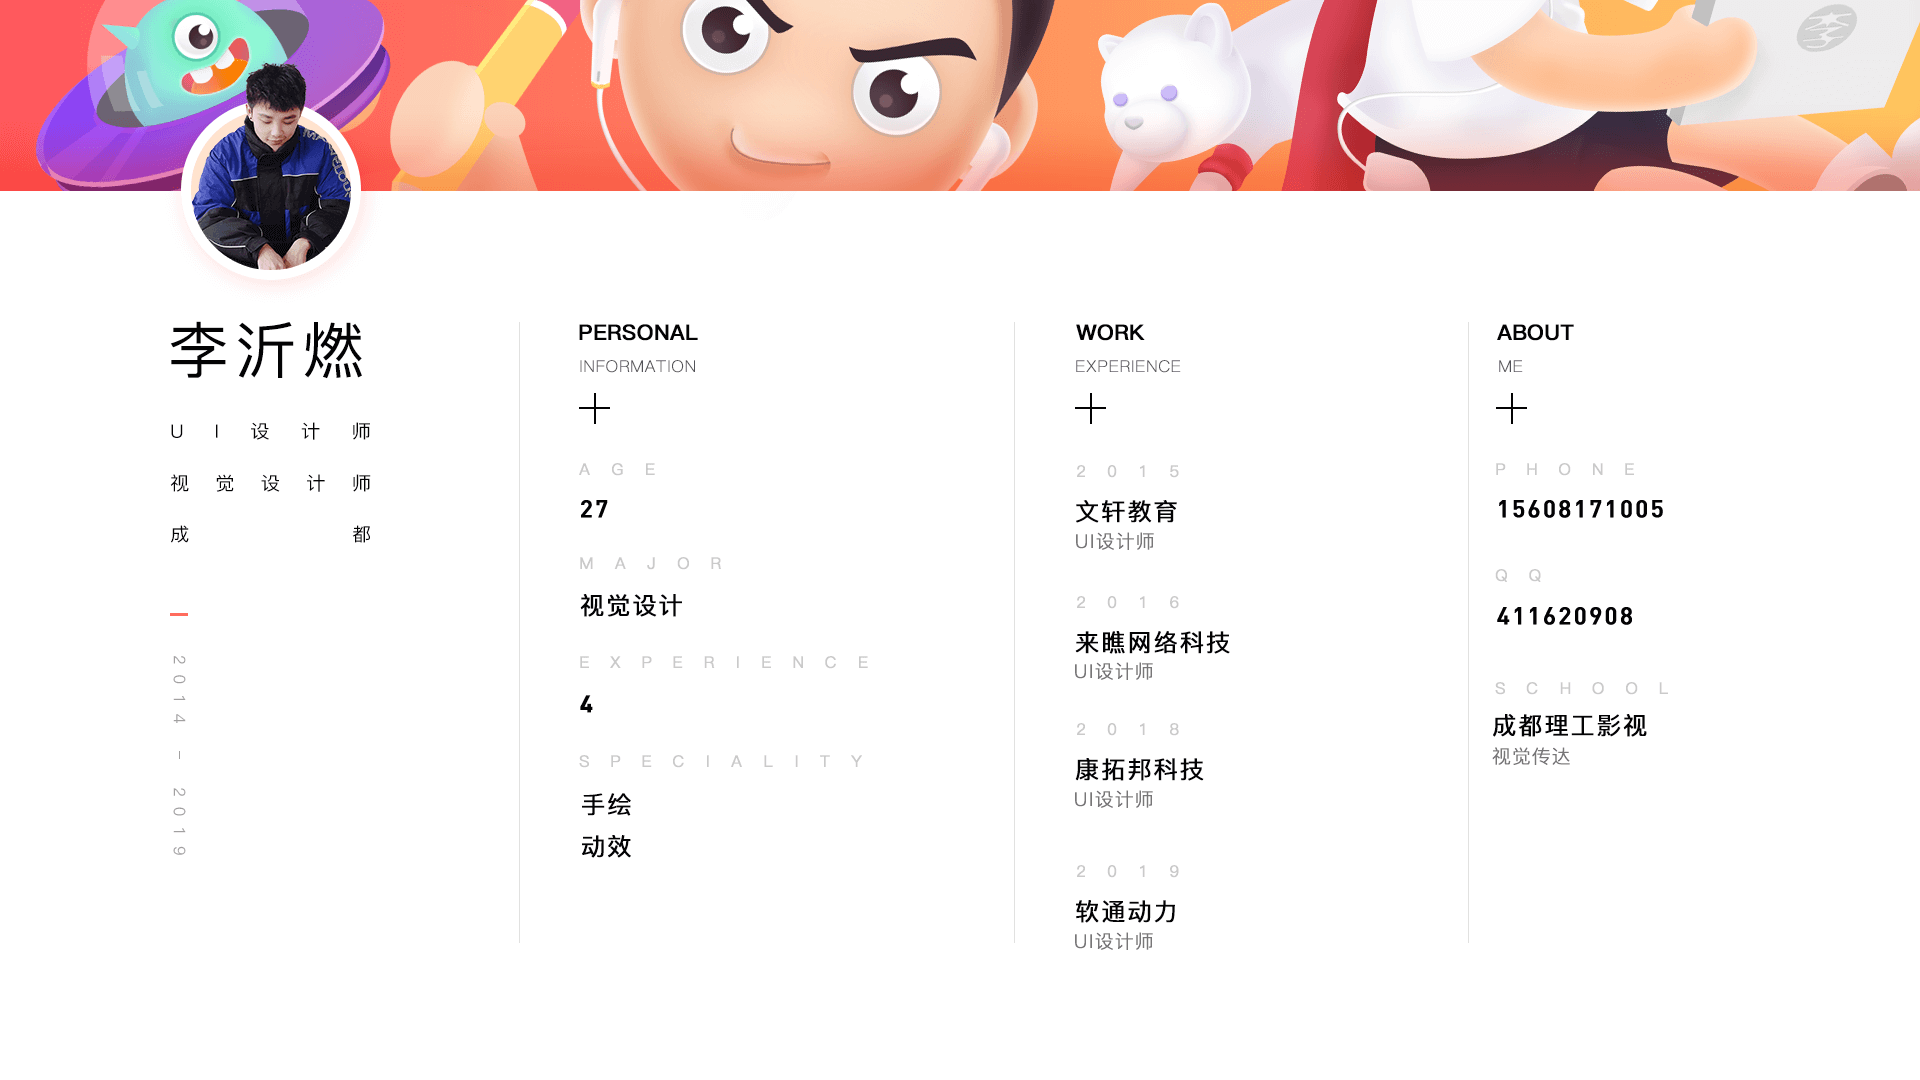 李沂燃
UI设计师
视觉设计师
成都
2014 - 2019
PERSONAL
INFORMATION
AGE
27
MAJOR
视觉设计
EXPERIENCE
4
SPECIALITY
手绘
动效
WORK
EXPERIENCE
2015
文轩教育
UI设计师
2016
来瞧网络科技
UI设计师
2018
康拓邦科技
UI设计师
2019
软通动力
UI设计师
ABOUT
ME
PHONE
15608171005
QQ
411620908
SCHOOL
成都理工影视
视觉传达